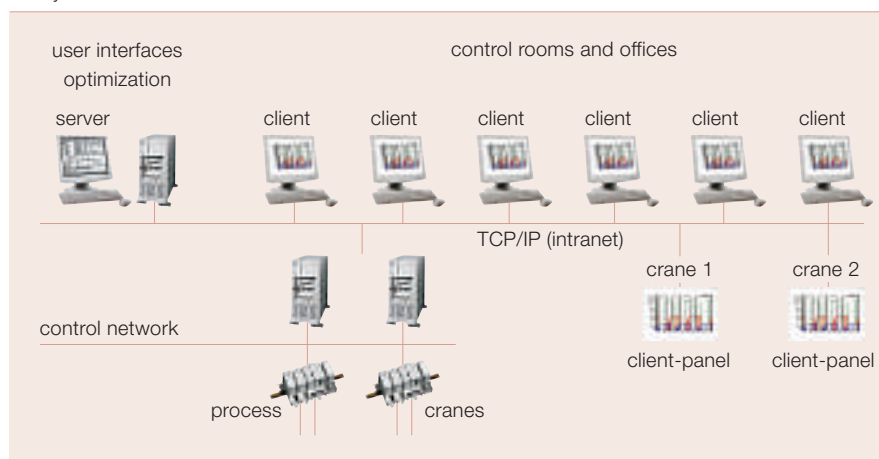 user interfaces
optimization
control rooms and offices
server
client
client
client
client
client
client
TCP/IP (intranet)
crane 1
crane 2
control network
client-panel
client-panel
process
cranes